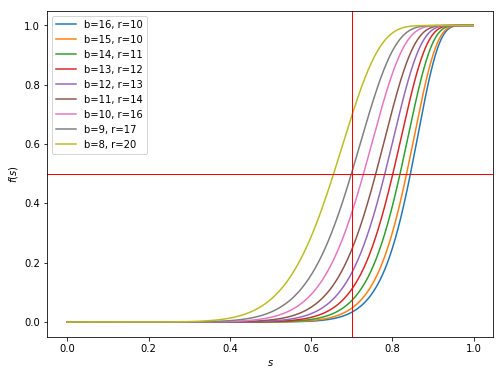 b=16, r=10
b=15, r=10
b=14, r=11
b=13, r=12
b=12, r=13
b=11, r=14
b=10, r=16
b=9, r=17
b=8, r=20
1.0
0.8
0.6
0.4
0.2
0.0
f(s)
0.0 0.2 0.4 0.6 0.8 1.0
s